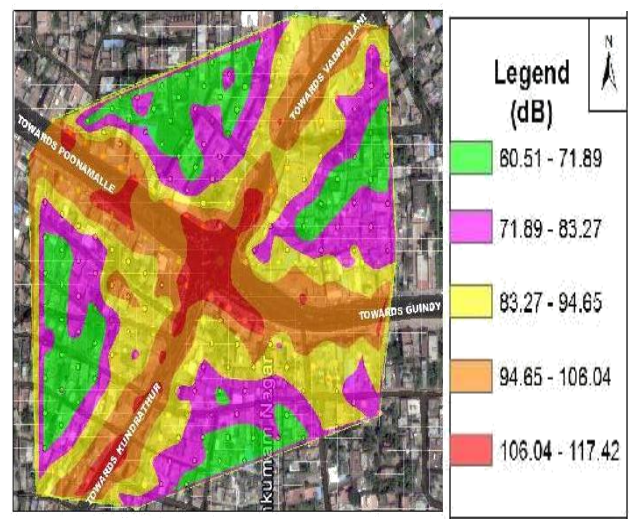 TOWARDS VADAPALANI
TOWARDS POONAMALLE
TOWARDS GUINDY
TOWARDS KUNDRATHUR
Nagar
N
Legend
(dB)
60.51 - 71.89
71.89 - 83.27
83.27 - 94.65
94.65 - 106.04
106.04 - 117.42